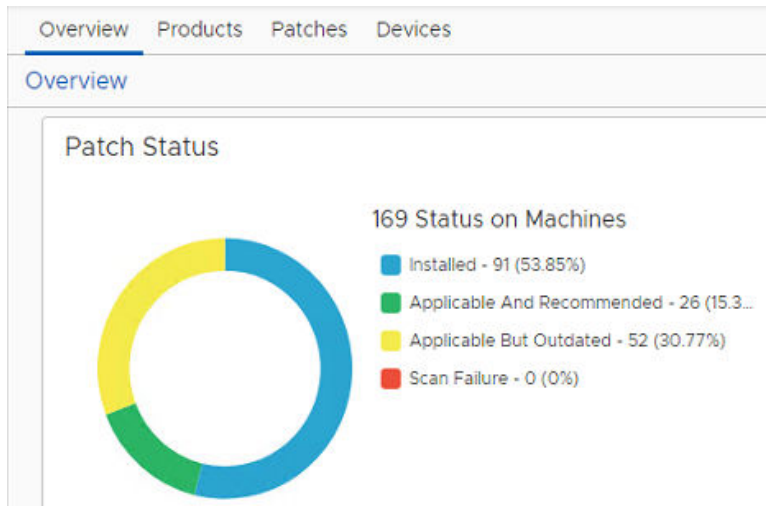 Overview Products Patches Devices
Overview
Patch Status
169 Status on Machines
Installed - 91 (53.85%)
Applicable And Recommended - 26 (15.3...
Applicable But Outdated - 52 (30.77%)
Scan Failure - 0 (0%)